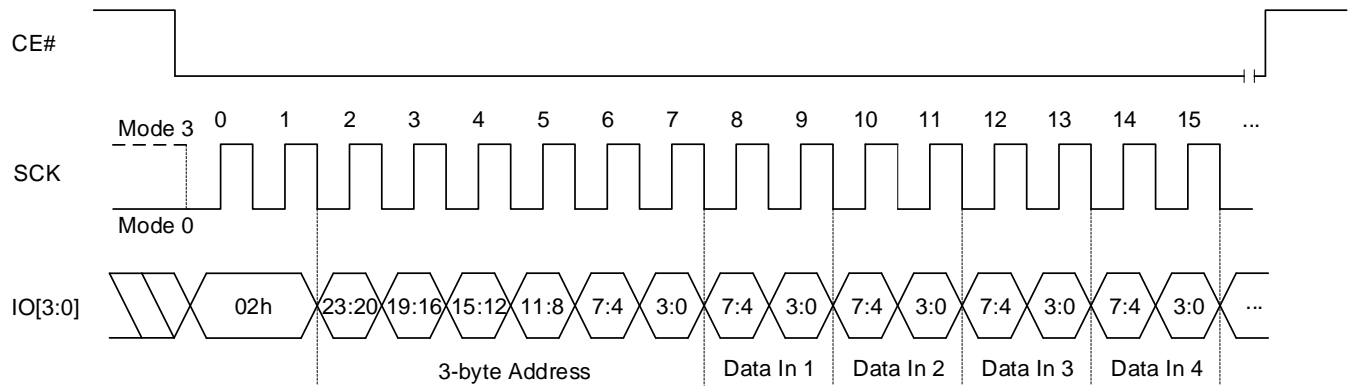 CE#
Mode 3 0 1 2 3 4 5 6 7 8 9 10 11 12 13 14 15 ...
SCK
Mode 0
IO[3:0] 02h 23:20 19:16 15:12 11:8 7:4 3:0 7:4 3:0 7:4 3:0 7:4 3:0 7:4 3:0 ...
3-byte Address Data In 1 Data In 2 Data In 3 Data In 4